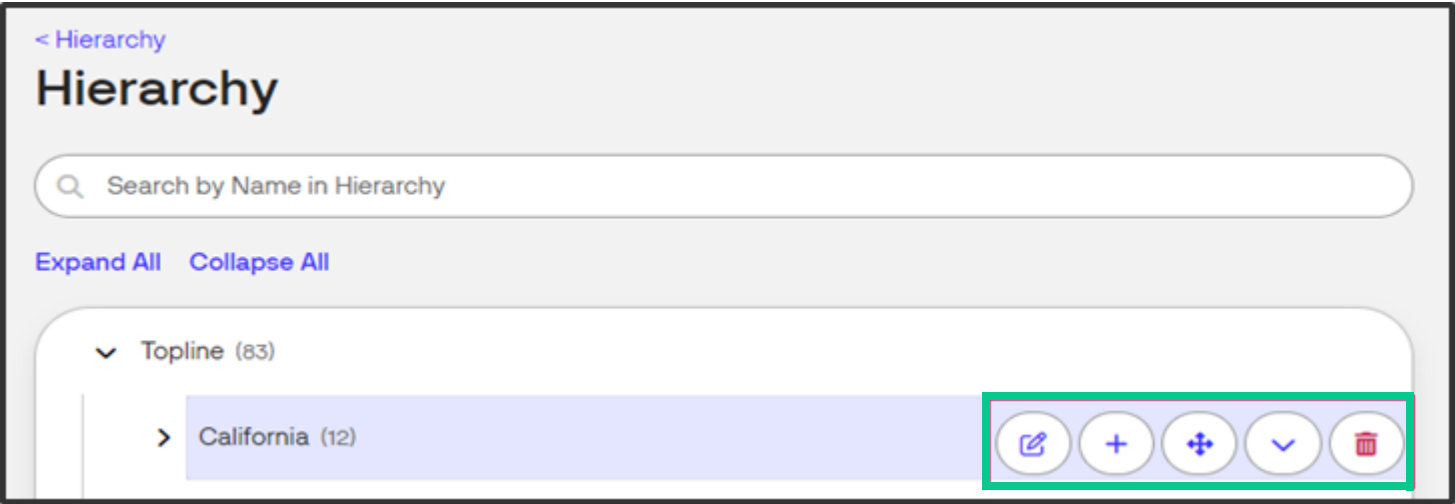 < Hierarchy
Hierarchy
Search by Name in Hierarchy
Expand All Collapse All
Topline (83)
California (12)